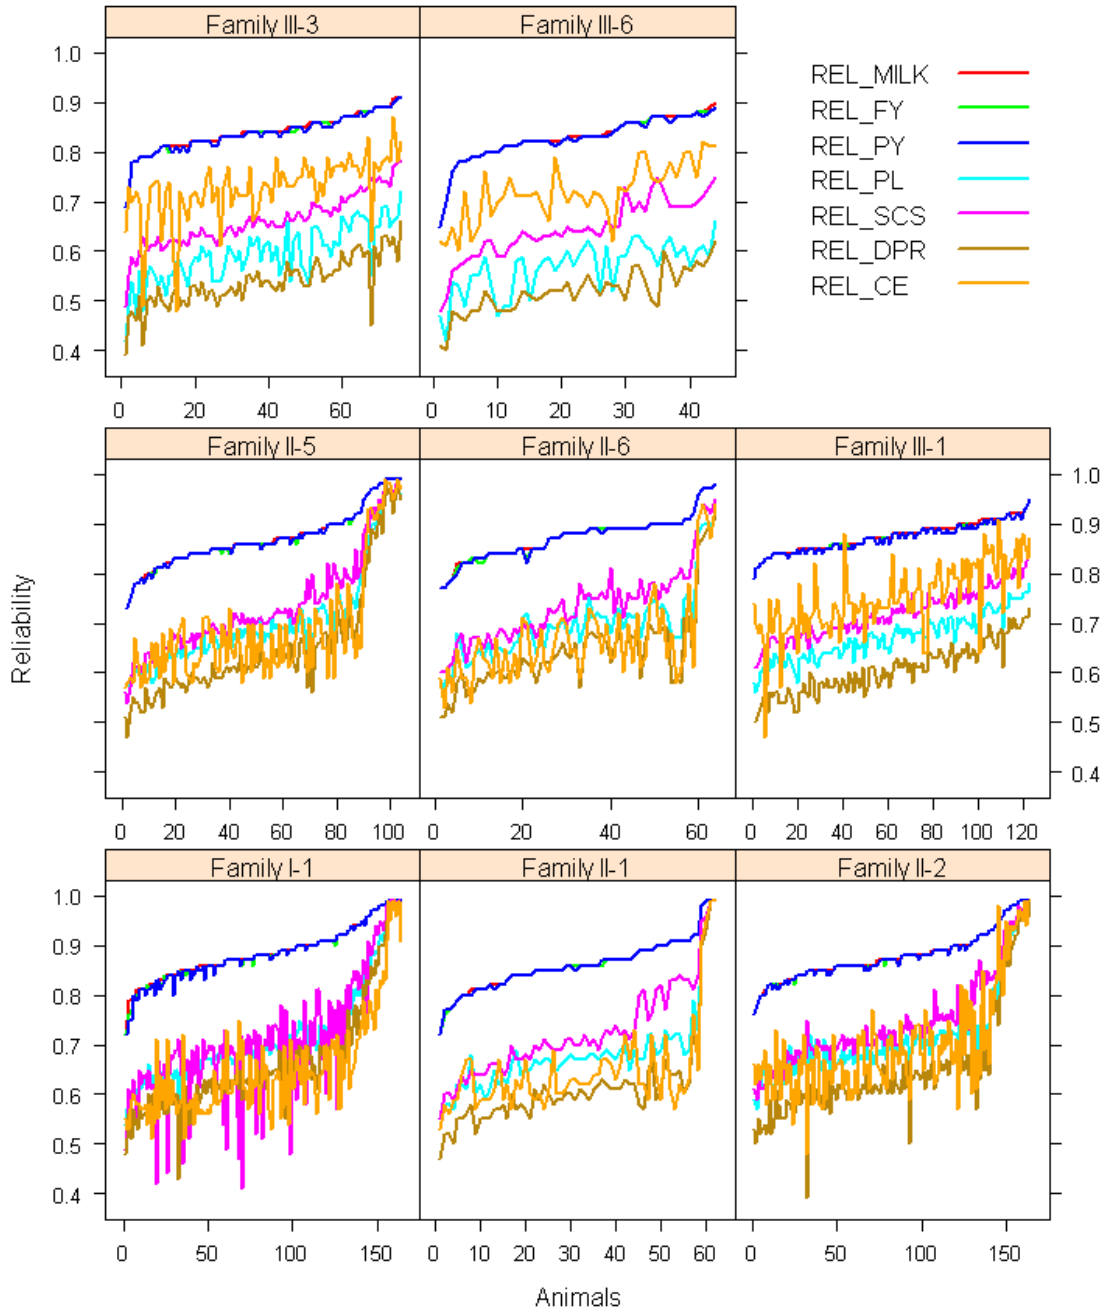 Family III-3 Family III-6
1.0
0.9
0.8
0.7
0.6
0.5
0.4
REL_MILK
REL_FY
REL_PY
REL_PL
REL_SCS
REL_DPR
REL_CE
0 20 40 60 0 10 20 30 40
Family II-5 Family II-6 Family III-1
1.0
0.9
0.8
0.7
0.6
0.5
0.4
Reliability
0 20 40 60 80 100 0 20 40 60 0 20 40 60 80 100 120
Family I-1 Family II-1 Family II-2
1.0
0.9
0.8
0.7
0.6
0.5
0.4
0 50 100 150 0 10 20 30 40 50 60 0 50 100 150
Animals